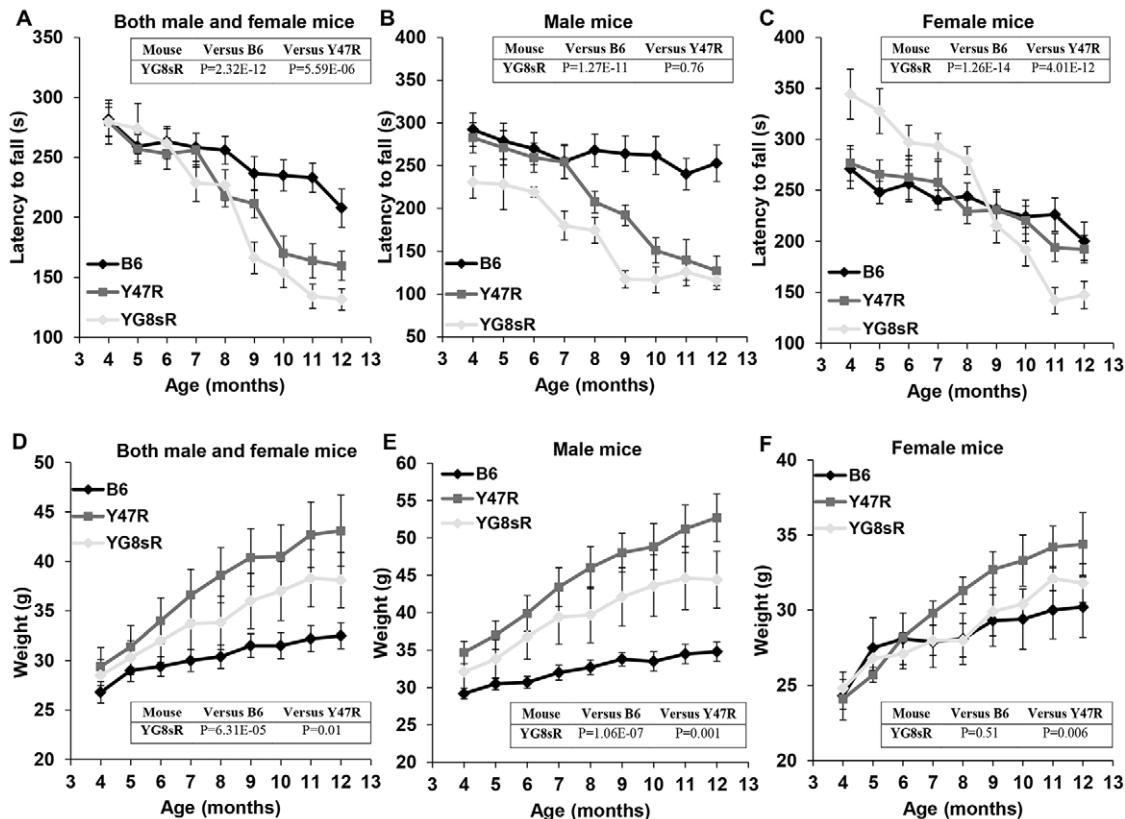 A
Both male and female mice
Mouse Versus B6 Versus Y47R
YG8sR P=2.32E-12 P=5.59E-06
350
300
250
200
150
100
Latency to fall (s)
B6
Y47R
YG8sR
3 4 5 6 7 8 9 10 11 12 13
Age (months)
B
Male mice
Mouse Versus B6 Versus Y47R
YG8sR P=1.27E-11 P=0.76
400
350
300
250
200
150
100
50
Latency to fall (s)
B6
Y47R
YG8sR
3 4 5 6 7 8 9 10 11 12 13
Age (months)
C
Female mice
Mouse Versus B6 Versus Y47R
YG8sR P=1.26E-14 P=4.01E-12
400
350
300
250
200
150
100
Latency to fall (s)
B6
Y47R
YG8sR
3 4 5 6 7 8 9 10 11 12 13
Age (months)
D
Both male and female mice
50
45
40
35
30
25
20
Weight (g)
B6
Y47R
YG8sR
Mouse Versus B6 Versus Y47R
YG8sR P=6.31E-05 P=0.01
3 4 5 6 7 8 9 10 11 12 13
Age (months)
E
Male mice
60
55
50
45
40
35
30
25
20
Weight (g)
B6
Y47R
YG8sR
Mouse Versus B6 Versus Y47R
YG8sR P=1.06E-07 P=0.001
3 4 5 6 7 8 9 10 11 12 13
Age (months)
F
Female mice
40
35
30
25
20
Weight (g)
B6
Y47R
YG8sR
Mouse Versus B6 Versus Y47R
YG8sR P=0.51 P=0.006
3 4 5 6 7 8 9 10 11 12 13
Age (months)